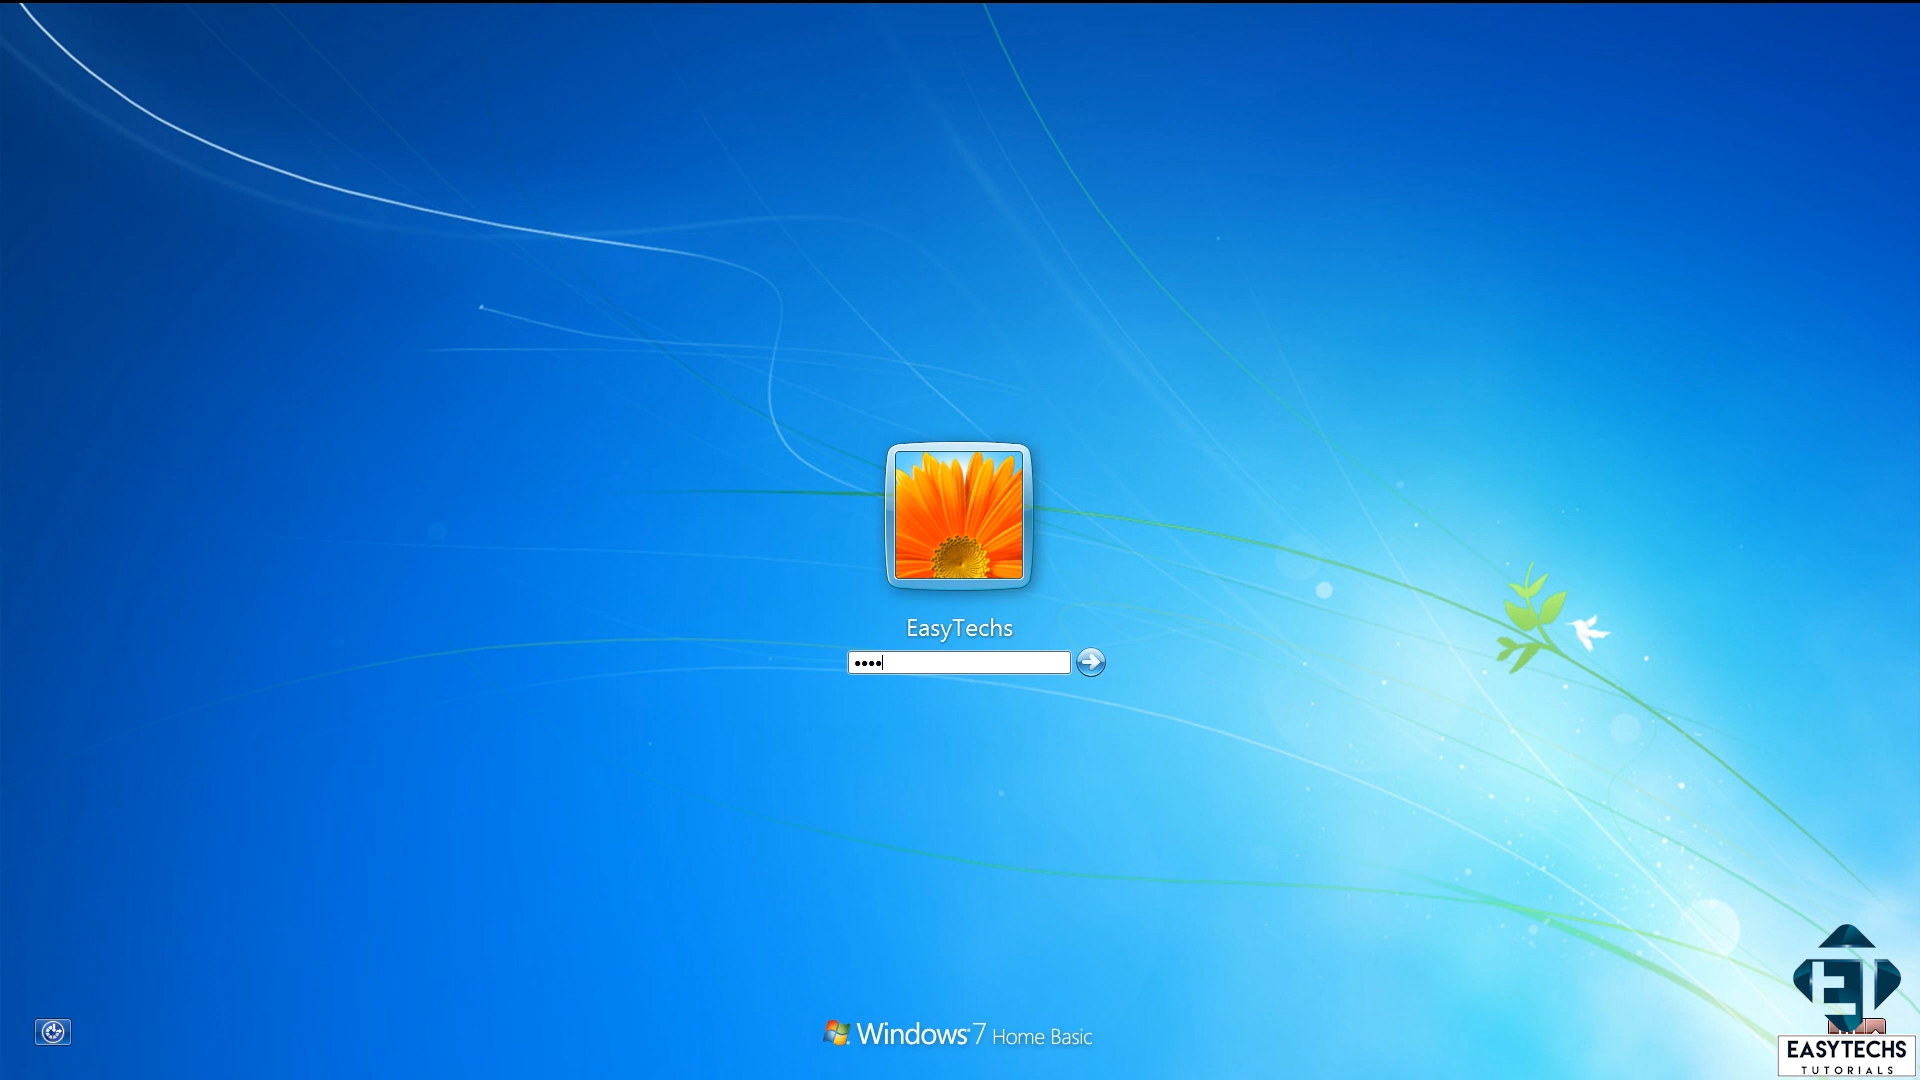 EasyTechs
••••
Windows 7 Home Basic
EASYTECHS
TUTORIALS